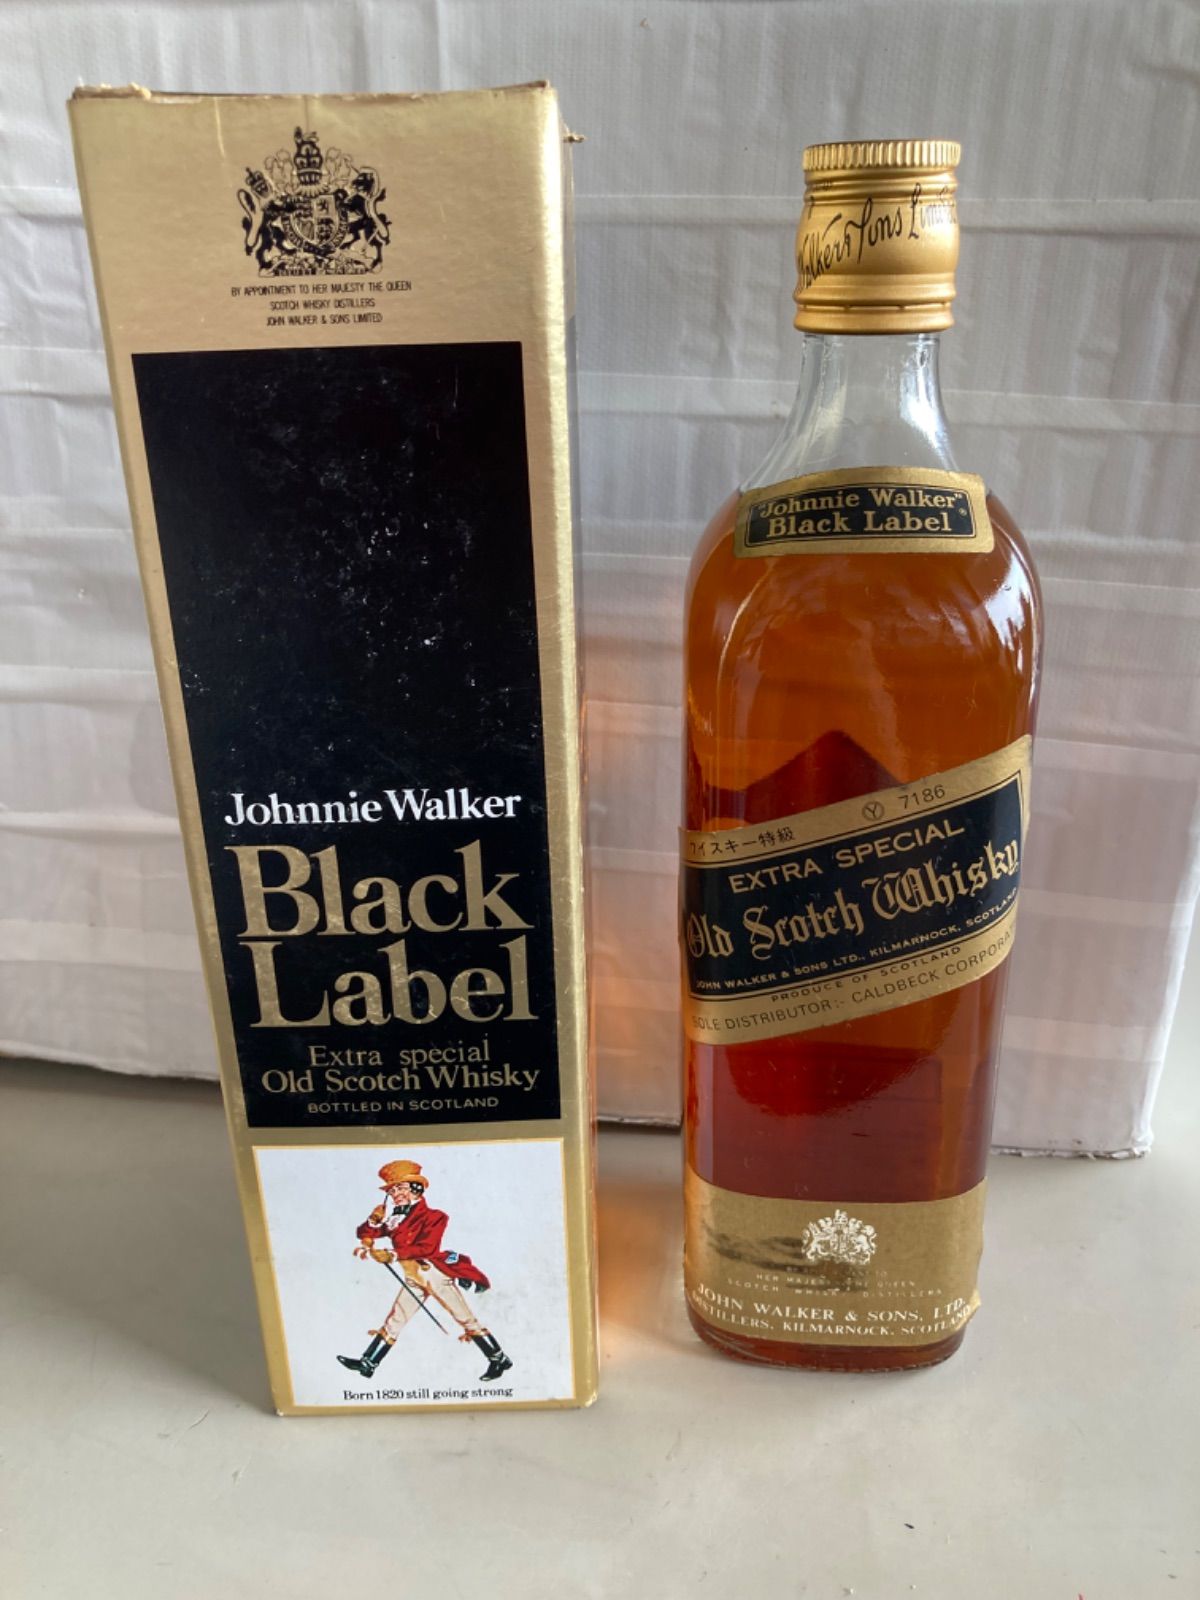 BY APPOINTMENT TO HER MAJESTY THE QUEEN
SCOTCH WHISKY DISTILLERS
JOHN WALKER & SONS LIMITED
Johnnie Walker
Black
Label
Extra special
Old Scotch Whisky
BOTTLED IN SCOTLAND
Born 1820 still going strong
Walker & Sons Limited
"Johnnie Walker"
Black Label®
ウイスキー特級 Ⓨ 7186
EXTRA SPECIAL
Old Scotch Whisky
JOHN WALKER & SONS LTD., KILMARNOCK, SCOTLAND
PRODUCE OF SCOTLAND
SOLE DISTRIBUTOR:- CALDBECK
HER MAJESTY THE QUEEN
SCOTCH WHISKY DISTILLERS
JOHN WALKER & SONS, LTD.
DISTILLERS, KILMARNOCK, SCOTLAND